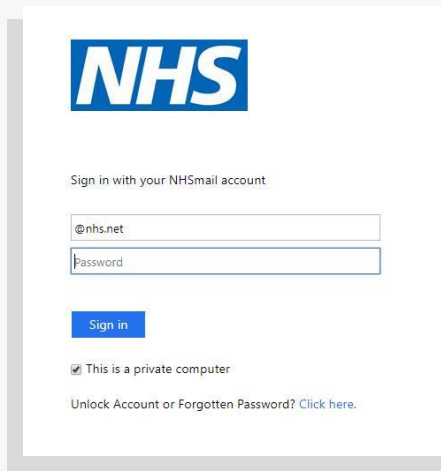 NHS
Sign in with your NHSmail account
@nhs.net
Password
Sign in
This is a private computer
Unlock Account or Forgotten Password? Click here.